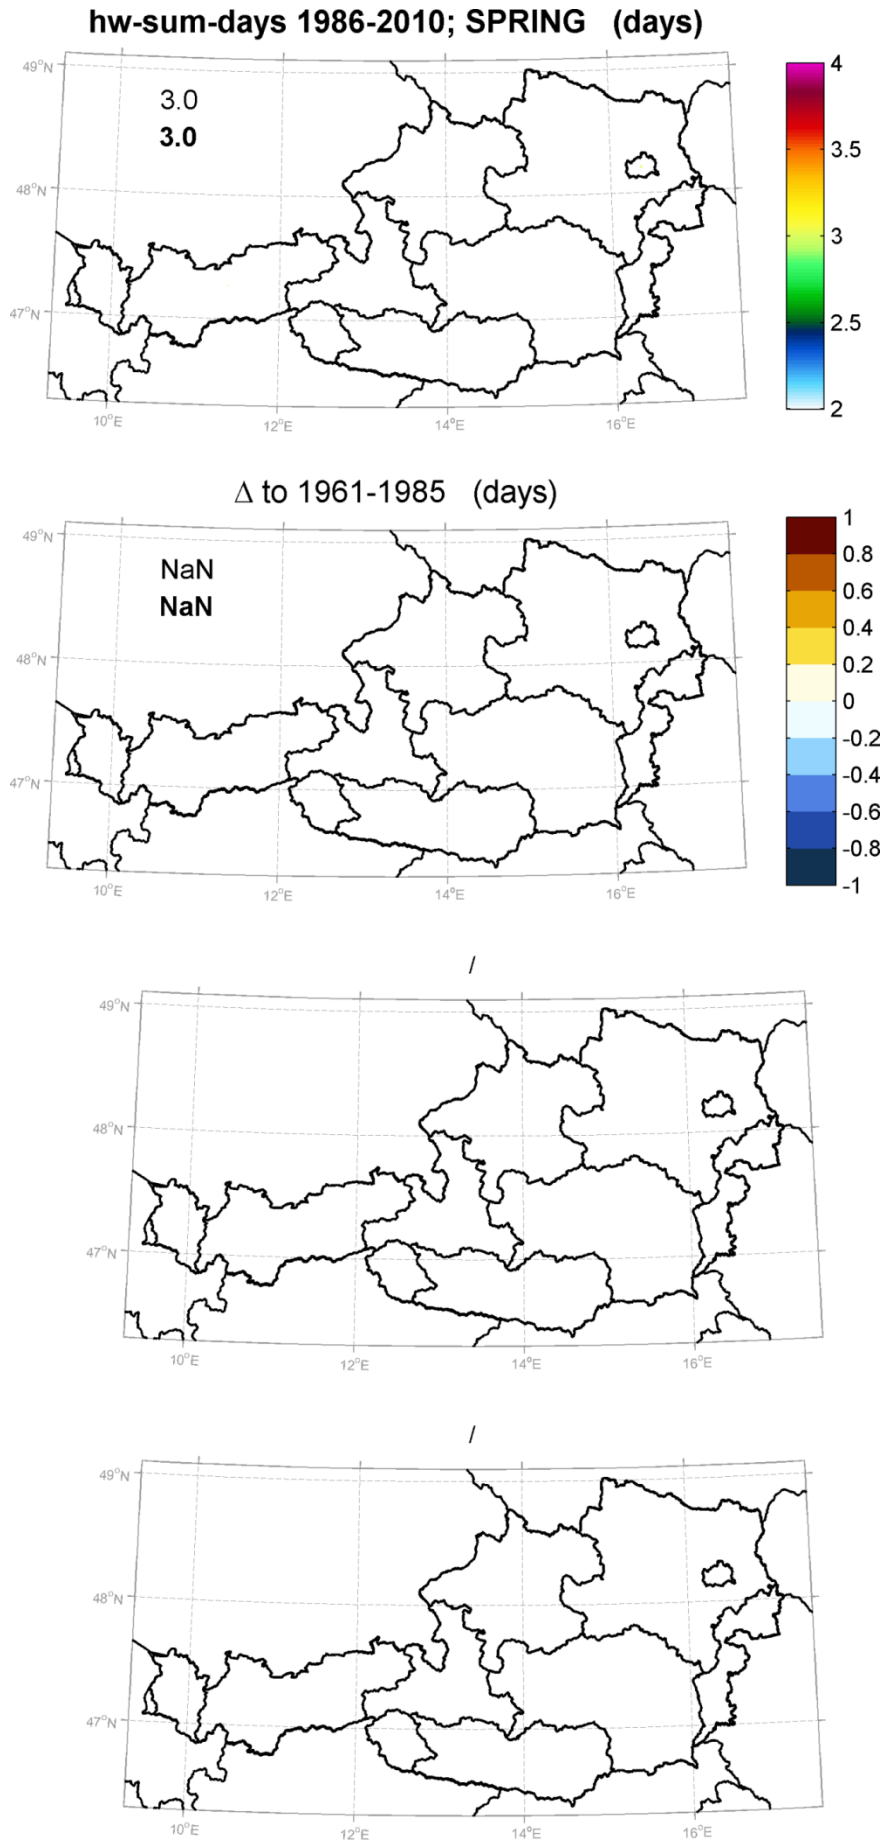 hw-sum-days 1986-2010; SPRING (days)
49°N
48°N
47°N
10°E
12°E
14°E
16°E
3.0
3.0
4
3.5
3
2.5
2
Δ to 1961-1985 (days)
49°N
48°N
47°N
10°E
12°E
14°E
16°E
NaN
NaN
1
0.8
0.6
0.4
0.2
0
-0.2
-0.4
-0.6
-0.8
-1
/
49°N
48°N
47°N
10°E
12°E
14°E
16°E
/
49°N
48°N
47°N
10°E
12°E
14°E
16°E